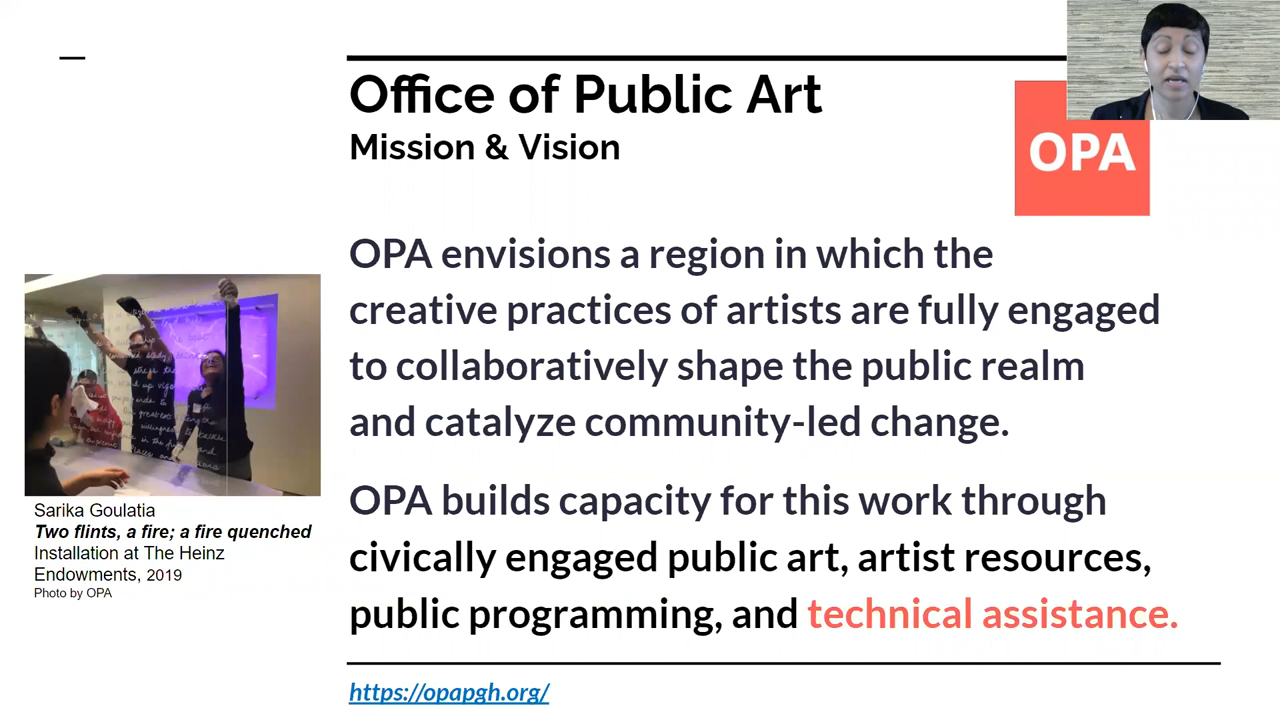 Office of Public Art
Mission & Vision
OPA
OPA envisions a region in which the
creative practices of artists are fully engaged
to collaboratively shape the public realm
and catalyze community-led change.
OPA builds capacity for this work through
civically engaged public art, artist resources,
public programming, and technical assistance.
Sarika Goulatia
Two flints, a fire; a fire quenched
Installation at The Heinz
Endowments, 2019
Photo by OPA
https://opapgh.org/